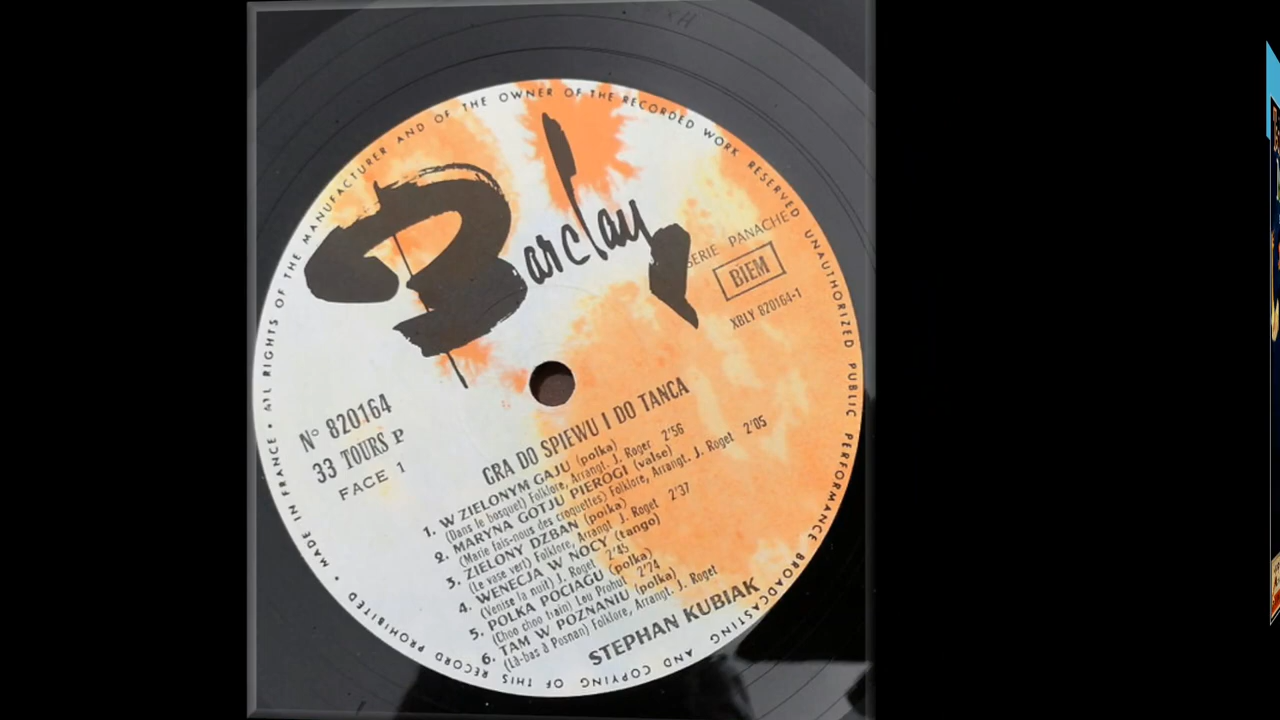 • MADE IN FRANCE • ALL RIGHTS OF THE MANUFACTURER AND OF THE OWNER OF THE RECORDED WORK RESERVED UNAUTHORIZED PUBLIC PERFORMANCE BROADCASTING AND COPYING OF THIS RECORD PROHIBITED
Barclay
SERIE PANACHE
BIEM
XBLY 820164-1
N° 820164
33 TOURS P
FACE 1
GRA DO SPIEWU I DO TANCA
1. W ZIELONYM GAJU (polka)
(Dans le bosquet) Folklore, Arrangt. J. Roger 2'56
2. MARYNA GOTJU PIEROGI (valse)
(Marie fais-nous des croquettes) Folklore, Arrangt. J. Roget 2'05
3. ZIELONY DZBAN (polka)
(Le vase vert) Folklore, Arrangt J. Roget 2'37
4. WENECJA W NOCY (tango)
(Venise la nuit) J. Roget 2'45
5. POLKA POCIAGU (polka)
(Choo choo train) Lou Prohut 2'24
6. TAM W POZNANIU (polka)
(Là-bas à Posnan) Folklore, Arrangt. J. Roget
STEPHAN KUBIAK